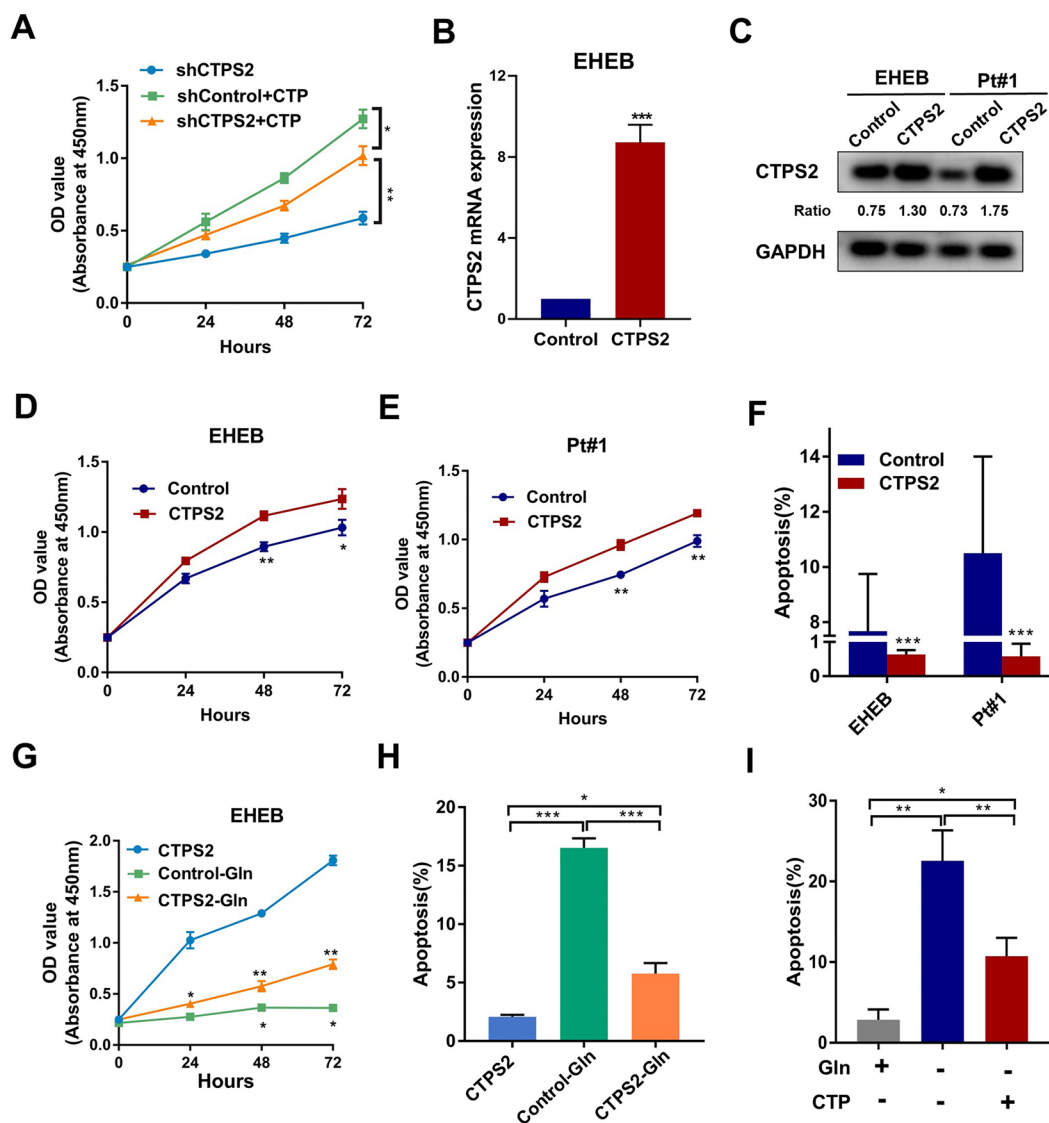 A
shCTPS2
shControl+CTP
shCTPS2+CTP
OD value
(Absorbance at 450nm)
1.5
1.0
0.5
0.0
0 24 48 72
Hours
*
**
B
EHEB
CTPS2 mRNA expression
12
8
4
0
***
Control CTPS2
C
EHEB Pt#1
Control CTPS2 Control CTPS2
CTPS2
Ratio 0.75 1.30 0.73 1.75
GAPDH
D
EHEB
Control
CTPS2
OD value
(Absorbance at 450nm)
1.5
1.0
0.5
0.0
** *
0 24 48 72
Hours
E
Pt#1
Control
CTPS2
OD value
(Absorbance at 450nm)
1.5
1.0
0.5
0.0
** **
0 24 48 72
Hours
F
Control
CTPS2
Apoptosis(%)
14
12
10
8
1
0
*** ***
EHEB Pt#1
G
EHEB
CTPS2
Control-Gln
CTPS2-Gln
OD value
(Absorbance at 450nm)
2.0
1.5
1.0
0.5
0.0
* ** **
* *
0 24 48 72
Hours
H
Apoptosis(%)
20
15
10
5
0
*
*** ***
CTPS2 Control-Gln CTPS2-Gln
I
Apoptosis(%)
30
20
10
0
*
** **
Gln + - -
CTP - - +